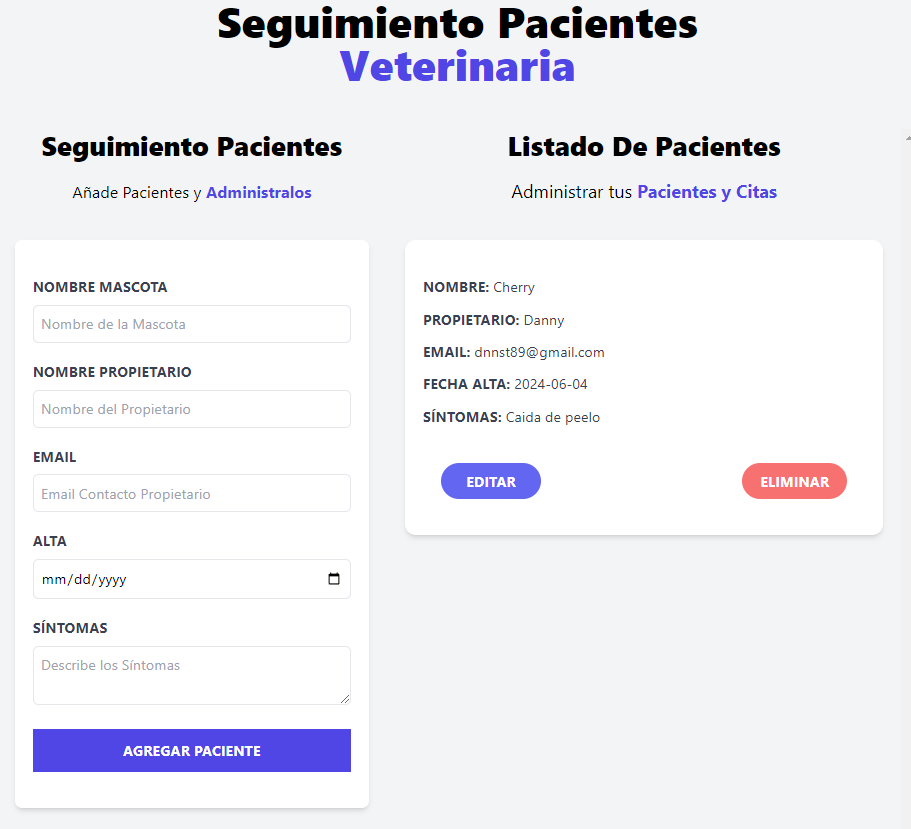 Seguimiento Pacientes
Veterinaria
Seguimiento Pacientes
Añade Pacientes y Administralos
NOMBRE MASCOTA
Nombre de la Mascota
NOMBRE PROPIETARIO
Nombre del Propietario
EMAIL
Email Contacto Propietario
ALTA
mm/dd/yyyy
SÍNTOMAS
Describe los Síntomas
AGREGAR PACIENTE
Listado De Pacientes
Administrar tus Pacientes y Citas
NOMBRE: Cherry
PROPIETARIO: Danny
EMAIL: dnnst89@gmail.com
FECHA ALTA: 2024-06-04
SÍNTOMAS: Caida de peelo
EDITAR
ELIMINAR